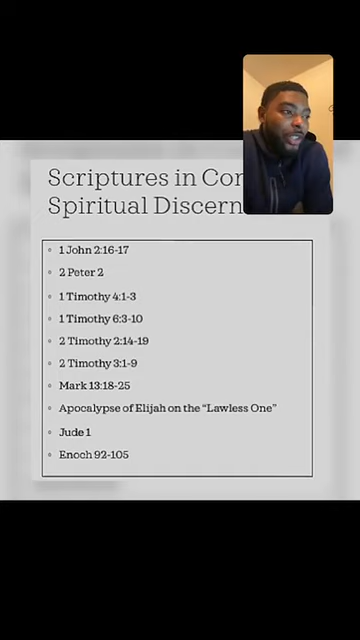 Scriptures in
Spiritual
1 John 2:16-17
2 Peter 2
1 Timothy 4:1-3
1 Timothy 6:3-10
2 Timothy 2:14-19
2 Timothy 3:1-9
Mark 13:18-25
Apocalypse of Elijah on the “Lawless One”
Jude 1
Enoch 92-105